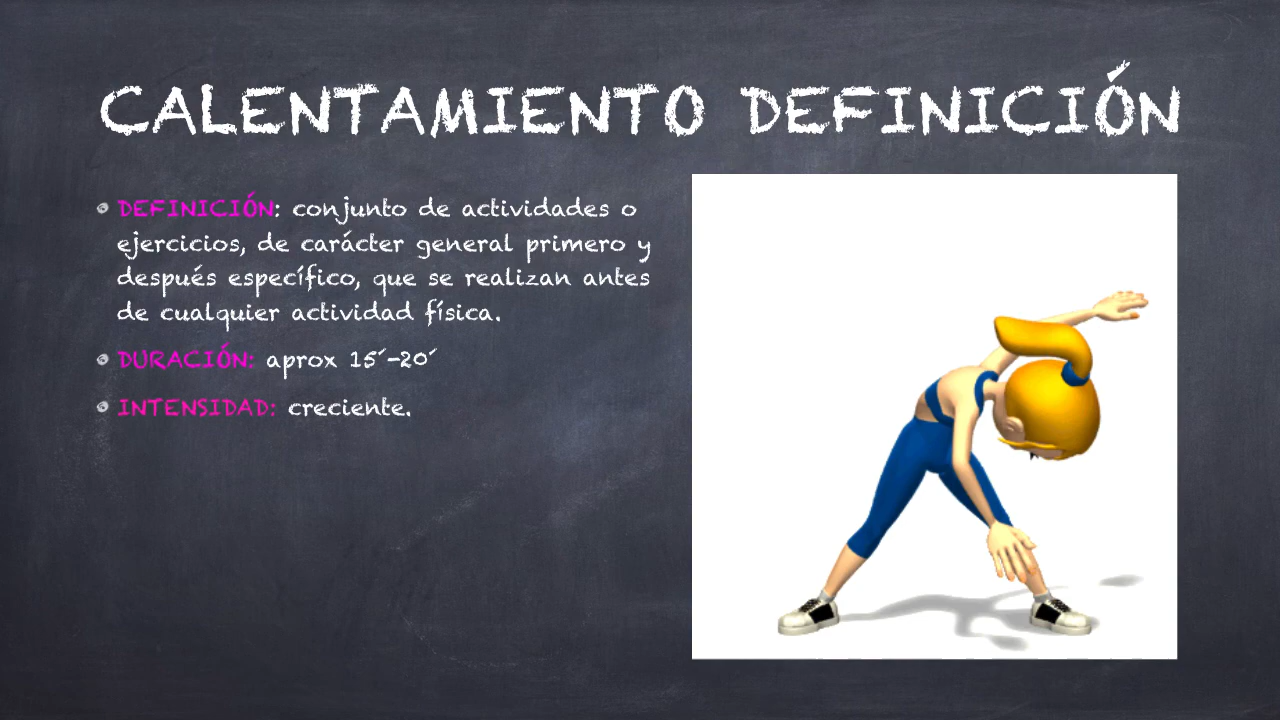 CALENTAMIENTO DEFINICIÓN
DEFINICIÓN: conjunto de actividades o
ejercicios, de carácter general primero y
después específico, que se realizan antes
de cualquier actividad física.
DURACIÓN: aprox 15´-20´
INTENSIDAD: creciente.